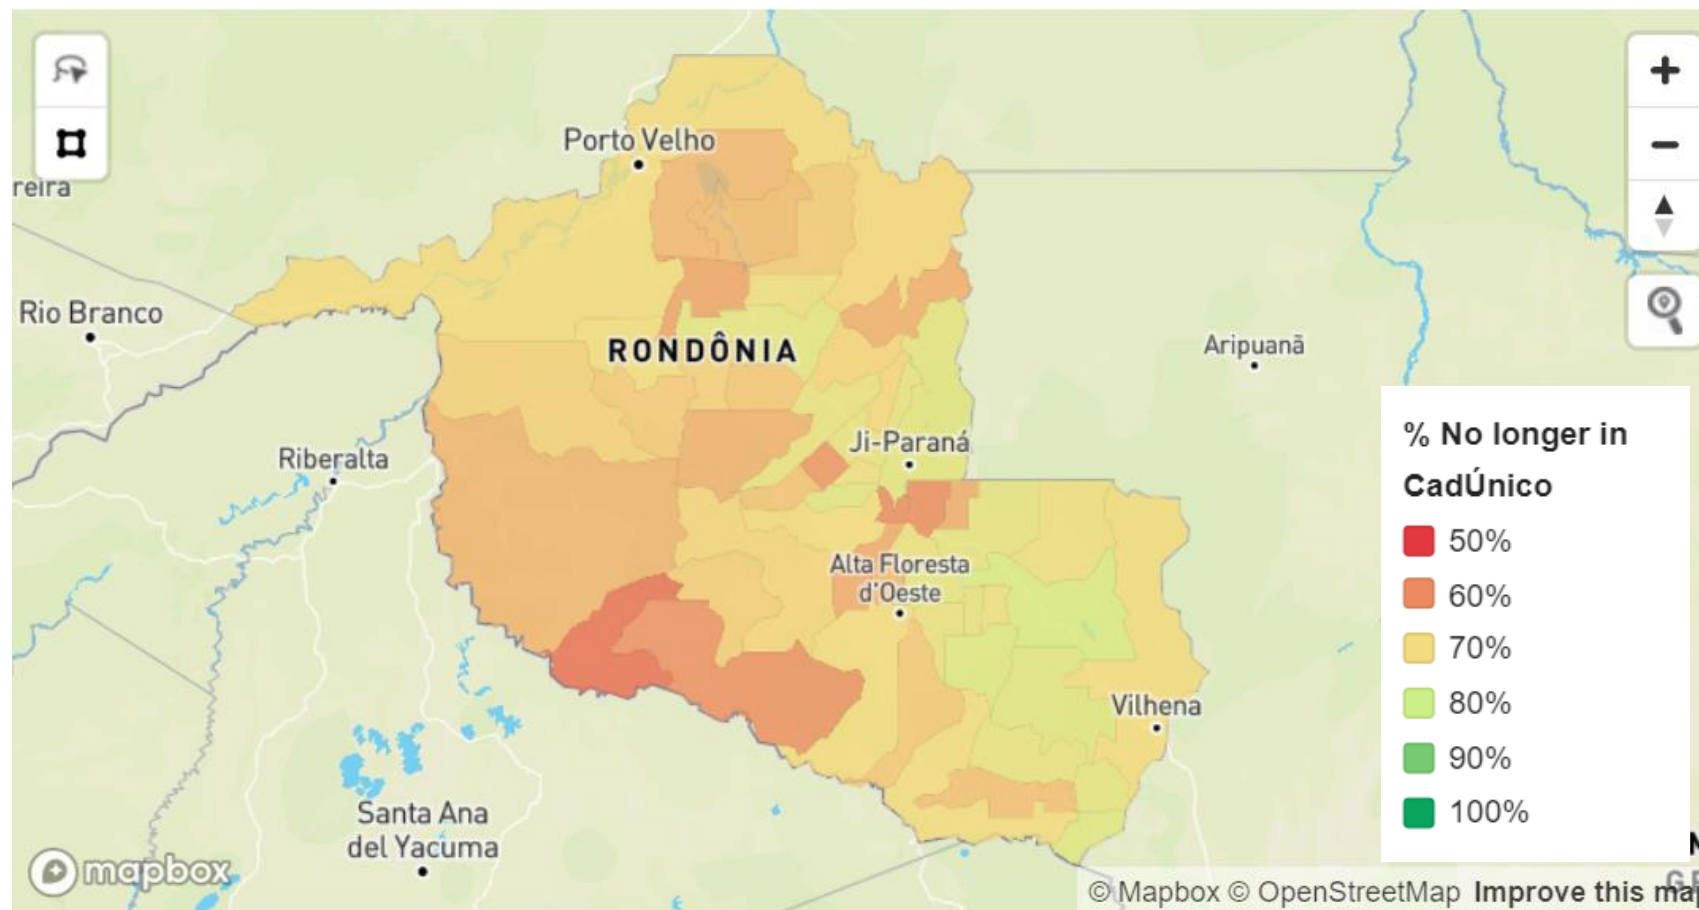 Porto Velho
reira
Rio Branco
RONDÔNIA
Aripuanã
Ji-Paraná
Riberalta
Alta Floresta
d'Oeste
Vilhena
Santa Ana
del Yacuma
% No longer in
CadÚnico
50%
60%
70%
80%
90%
100%
mapbox
© Mapbox © OpenStreetMap Improve this map